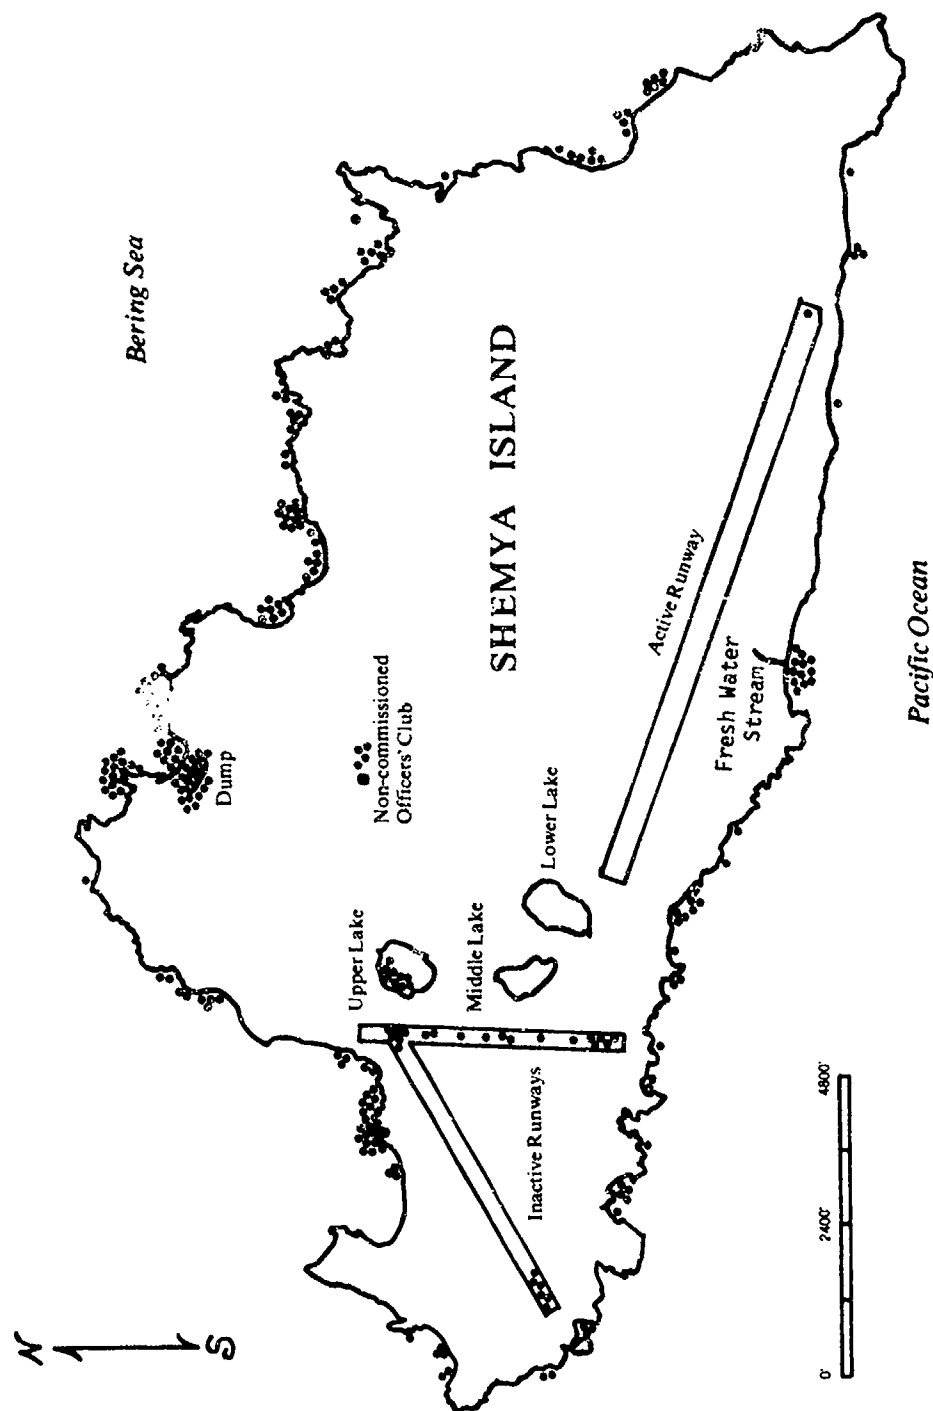 N
S
Bering Sea
Dump
Non-commissioned
Officers' Club
SHEMYA ISLAND
Upper Lake
Middle Lake
Lower Lake
Active Runway
Fresh Water
Stream
Inactive Runways
Pacific Ocean
0'
2400'
4800'